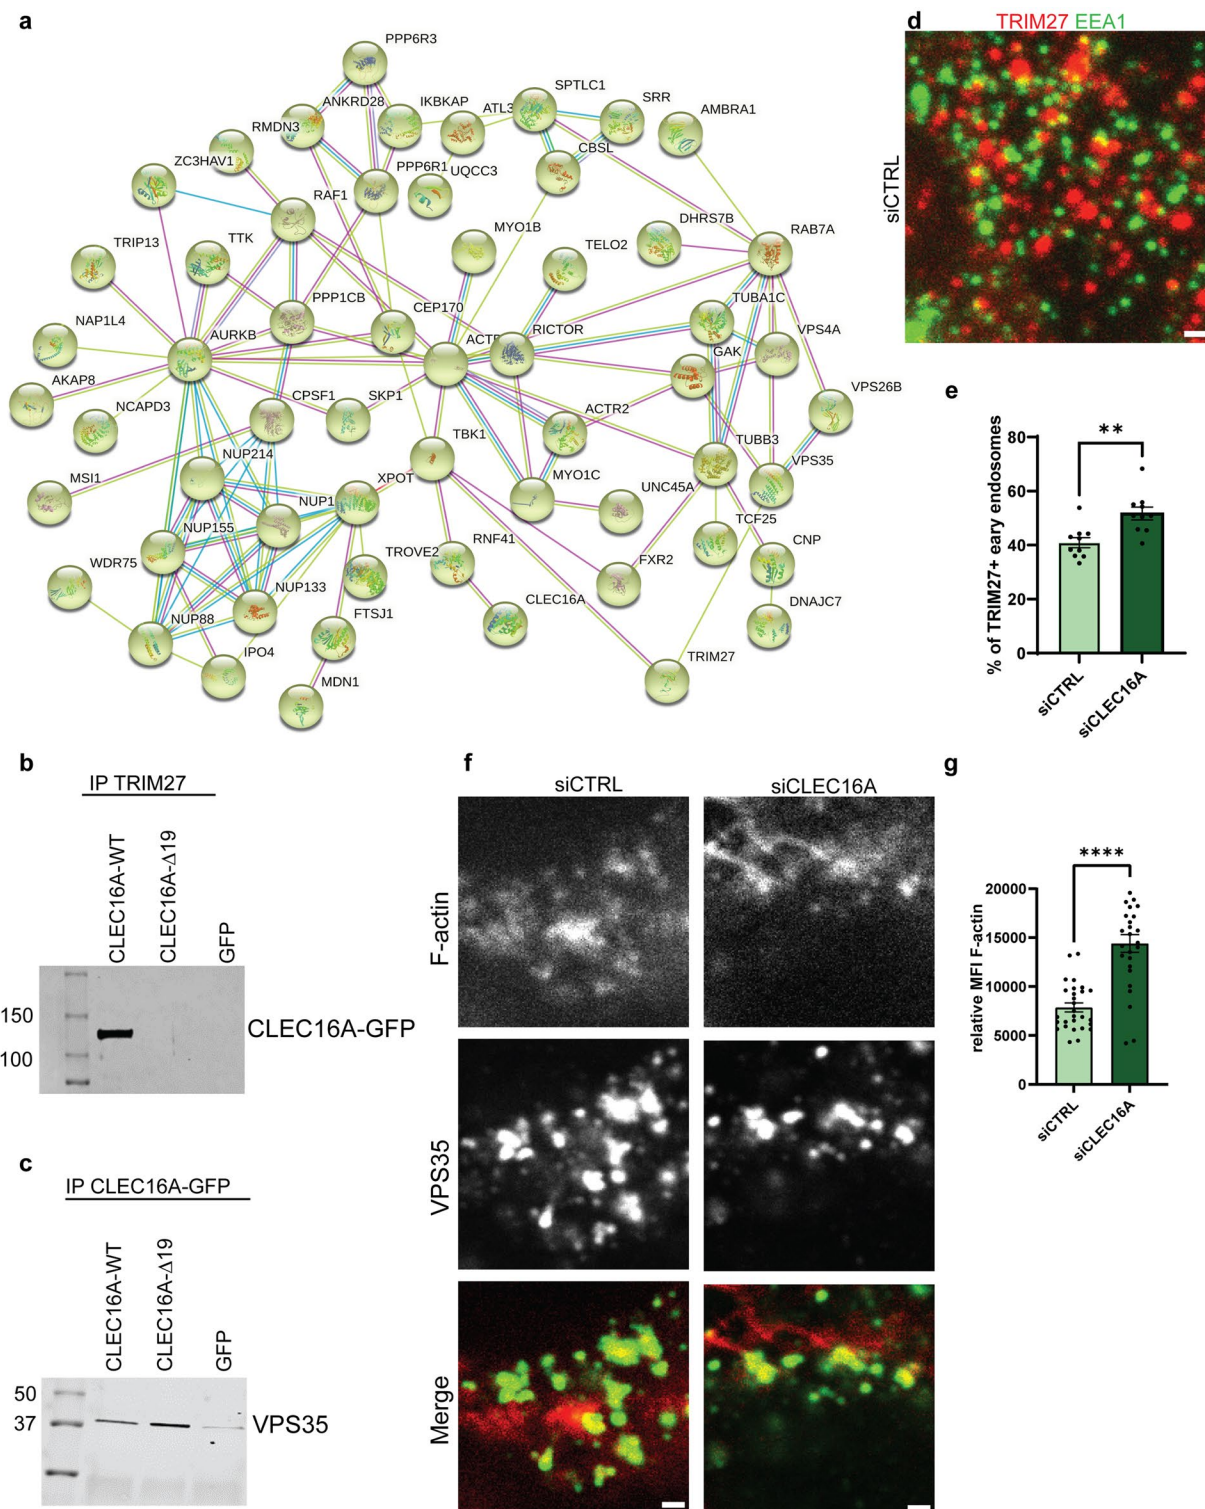 a
PPP6R3
ANKRD28
IKBKAP
ATL3
SPTLC1
SRR
AMBRA1
RMDN3
CBSL
ZC3HAV1
PPP6R1
UQCC3
RAF1
TRIP13
TTK
MYO1B
TELO2
DHRS7B
RAB7A
PPP1CB
CEP170
TUBA1C
NAP1L4
AURKB
RICTOR
VPS4A
GAK
AKAP8
NCAPD3
CPSF1
SKP1
ACTR2
VPS26B
TBK1
TUBB3
NUP214
MSI1
XPOT
MYO1C
UNC45A
VPS35
NUP1
NUP155
TCF25
WDR75
TROVE2
RNF41
FXR2
CNP
NUP133
FTSJ1
CLEC16A
DNAJC7
NUP88
IPO4
MDN1
TRIM27
b
IP TRIM27
CLEC16A-WT
CLEC16A-Δ19
GFP
150
100
CLEC16A-GFP
c
IP CLEC16A-GFP
CLEC16A-WT
CLEC16A-Δ19
GFP
50
37
VPS35
d
TRIM27 EEA1
siCTRL
e
% of TRIM27+ eary endosomes
80
60
40
20
0
**
siCTRL
siCLEC16A
f
siCTRL
siCLEC16A
F-actin
VPS35
Merge
g
relative MFI F-actin
20000
15000
10000
5000
0
****
siCTRL
siCLEC16A